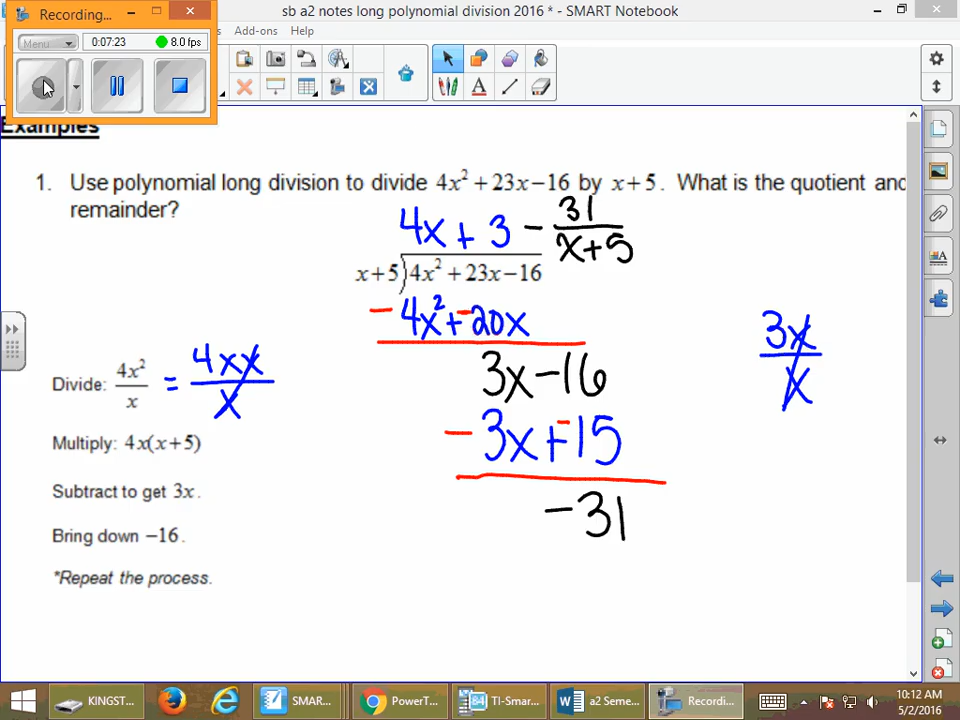 sb a2 notes long polynomial division 2016 * - SMART Notebook
Recording...
Menu
0:07:23
8.0 fps
Add-ons Help
Examples
1. Use polynomial long division to divide 4x² + 23x − 16 by x + 5. What is the quotient and
remainder?
4x + 3 − 31/(x+5)
x + 5)4x² + 23x − 16
− 4x² + − 20x
3x − 16
− 3x + − 15
− 31
3x/x
Divide: 4x²/x = 4xx/x
Multiply: 4x(x + 5)
Subtract to get 3x.
Bring down −16.
*Repeat the process.
KINGST...
SMAR...
PowerT...
TI-Smar...
a2 Seme...
Recordi...
10:12 AM
5/2/2016